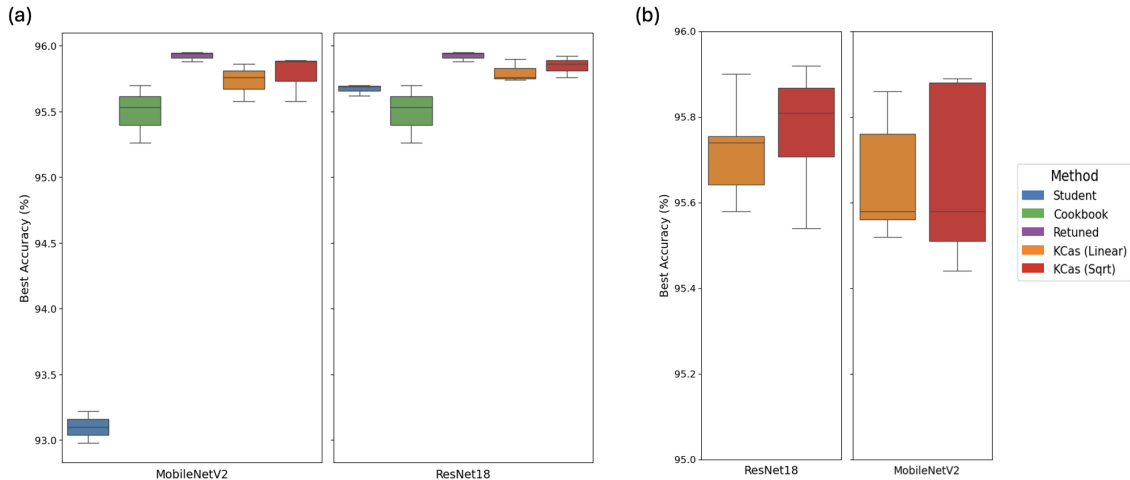 (a)
Best Accuracy (%)
96.0
95.5
95.0
94.5
94.0
93.5
93.0
MobileNetV2
ResNet18
(b)
Best Accuracy (%)
96.0
95.8
95.6
95.4
95.2
95.0
ResNet18
MobileNetV2
Method
Student
Cookbook
Retuned
KCas (Linear)
KCas (Sqrt)